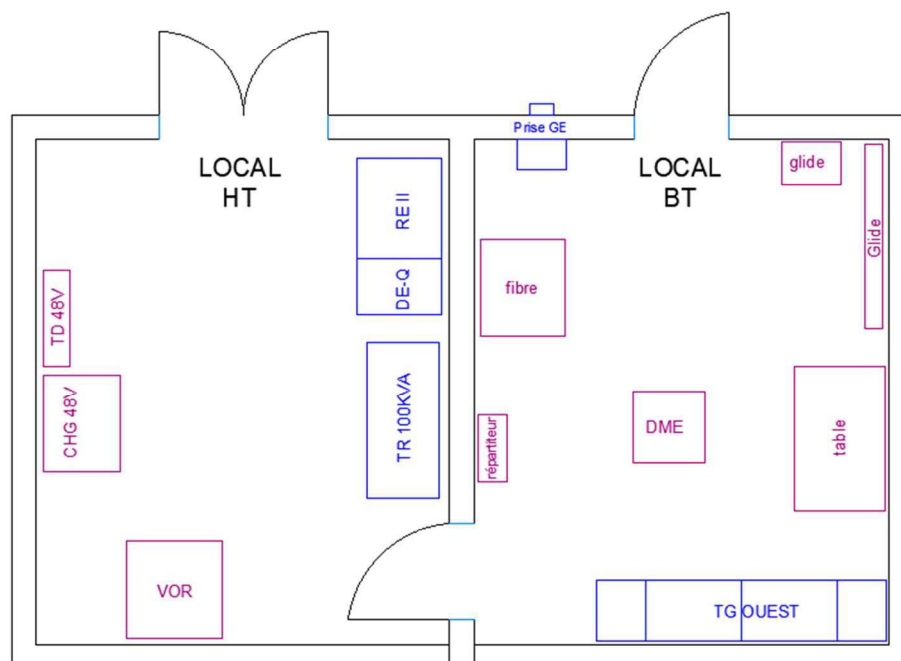 LOCAL
HT
RE II
DE-Q
TD 48V
CHG 48V
TR 100KVA
VOR
Prise GE
LOCAL
BT
glide
Glide
fibre
répartiteur
DME
table
TG OUEST